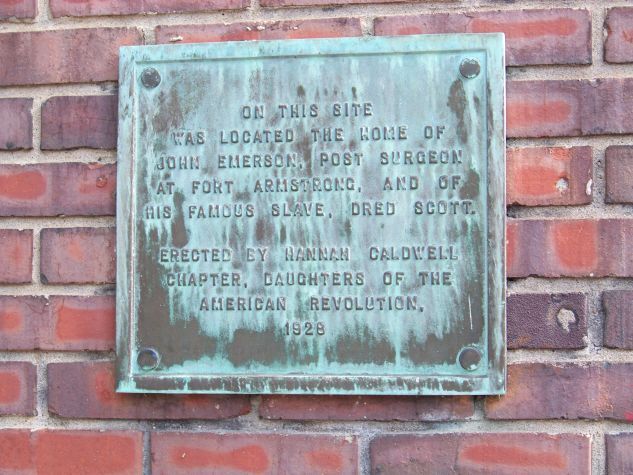 ON THIS SITE
WAS LOCATED THE HOME OF
JOHN EMERSON, POST SURGEON
AT FORT ARMSTRONG, AND OF
HIS FAMOUS SLAVE, DRED SCOTT.
ERECTED BY HANNAH CALDWELL
CHAPTER, DAUGHTERS OF THE
AMERICAN REVOLUTION,
1928